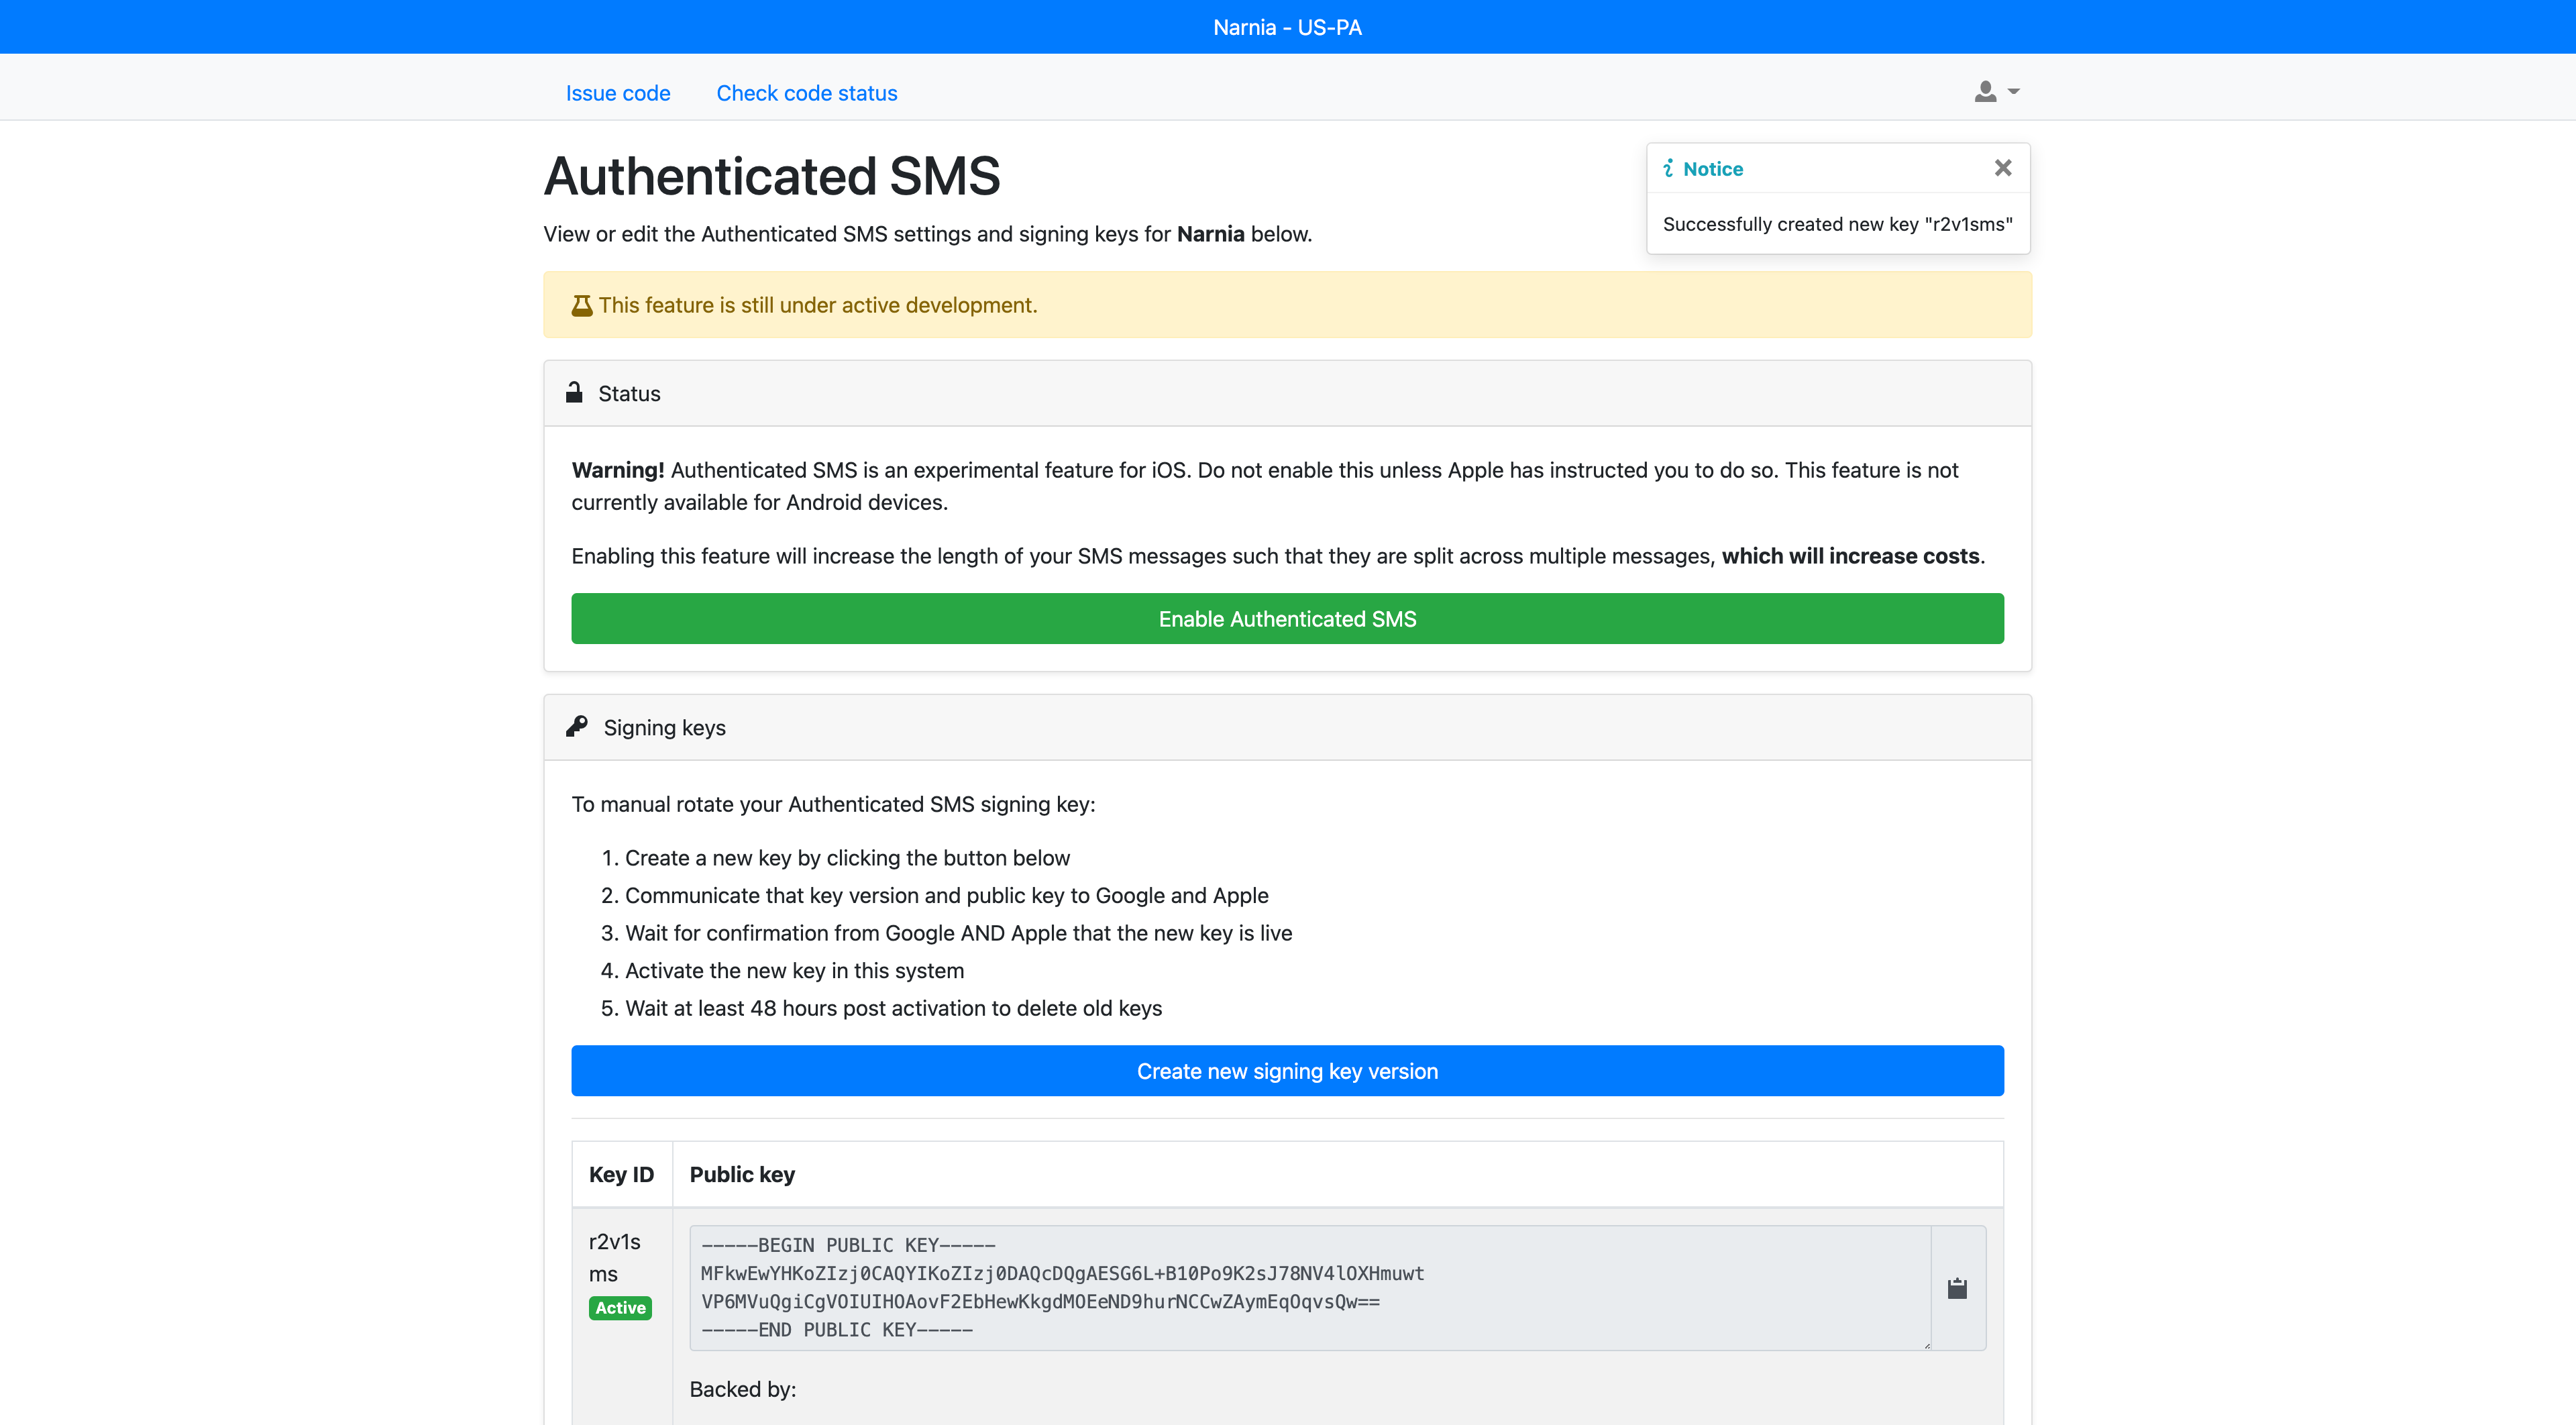 Narnia - US-PA
Issue code
Check code status
Authenticated SMS
View or edit the Authenticated SMS settings and signing keys for Narnia below.
Notice
Successfully created new key "r2v1sms"
This feature is still under active development.
Status
Warning! Authenticated SMS is an experimental feature for iOS. Do not enable this unless Apple has instructed you to do so. This feature is not
currently available for Android devices.
Enabling this feature will increase the length of your SMS messages such that they are split across multiple messages, which will increase costs.
Enable Authenticated SMS
Signing keys
To manual rotate your Authenticated SMS signing key:
1. Create a new key by clicking the button below
2. Communicate that key version and public key to Google and Apple
3. Wait for confirmation from Google AND Apple that the new key is live
4. Activate the new key in this system
5. Wait at least 48 hours post activation to delete old keys
Create new signing key version
Key ID
Public key
r2v1s
ms
Active
-----BEGIN PUBLIC KEY-----
MFkwEwYHKoZIzj0CAQYIKoZIzj0DAQcDQgAESG6L+B10Po9K2sJ78NV4lOXHmuwt
VP6MVuQgiCgVOIUIHOAovF2EbHewKkgdMOEeND9hurNCCwZAymEqOqvsQw==
-----END PUBLIC KEY-----
Backed by: